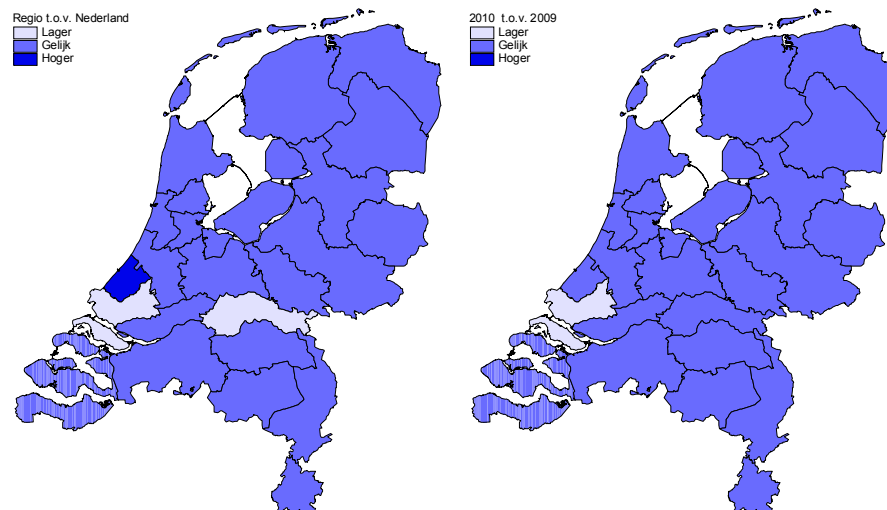 Regio t.o.v. Nederland
Lager
Gelijk
Hoger
2010 t.o.v. 2009
Lager
Gelijk
Hoger